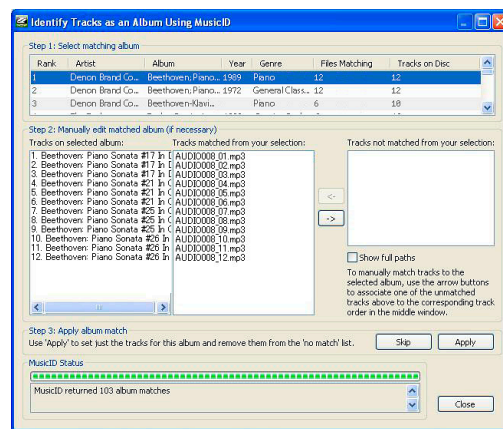 Identify Tracks as an Album Using MusicID
Step 1: Select matching album
Rank Artist Album Year Genre Files Matching Tracks on Disc
1 Denon Brand Co... Beethoven; Piano... 1989 Piano 12 12
2 Denon Brand Co... Beethoven; Piano... 1972 General Class... 12 12
3 Denon Brand Co... Beethoven-Klavi... Piano 6 18
Step 2: Manually edit matched album (if necessary)
Tracks on selected album: Tracks matched from your selection: Tracks not matched from your selection:
1. Beethoven: Piano Sonata #17 In D AUDIO008_01.mp3
2. Beethoven: Piano Sonata #17 In D AUDIO008_02.mp3
3. Beethoven: Piano Sonata #17 In D AUDIO008_03.mp3
4. Beethoven: Piano Sonata #21 In C AUDIO008_04.mp3
5. Beethoven: Piano Sonata #21 In C AUDIO008_05.mp3
6. Beethoven: Piano Sonata #21 In C AUDIO008_06.mp3
7. Beethoven: Piano Sonata #25 In G AUDIO008_07.mp3
8. Beethoven: Piano Sonata #25 In G AUDIO008_08.mp3
9. Beethoven: Piano Sonata #25 In G AUDIO008_09.mp3
10. Beethoven: Piano Sonata #26 In AUDIO008_10.mp3
11. Beethoven: Piano Sonata #26 In AUDIO008_11.mp3
12. Beethoven: Piano Sonata #26 In AUDIO008_12.mp3
<-
->
Show full paths
To manually match tracks to the
selected album, use the arrow buttons
to associate one of the unmatched
tracks above to the corresponding track
order in the middle window.
Step 3: Apply album match
Use 'Apply' to set just the tracks for this album and remove them from the 'no match' list. Skip Apply
MusicID Status
MusicID returned 103 album matches
Close